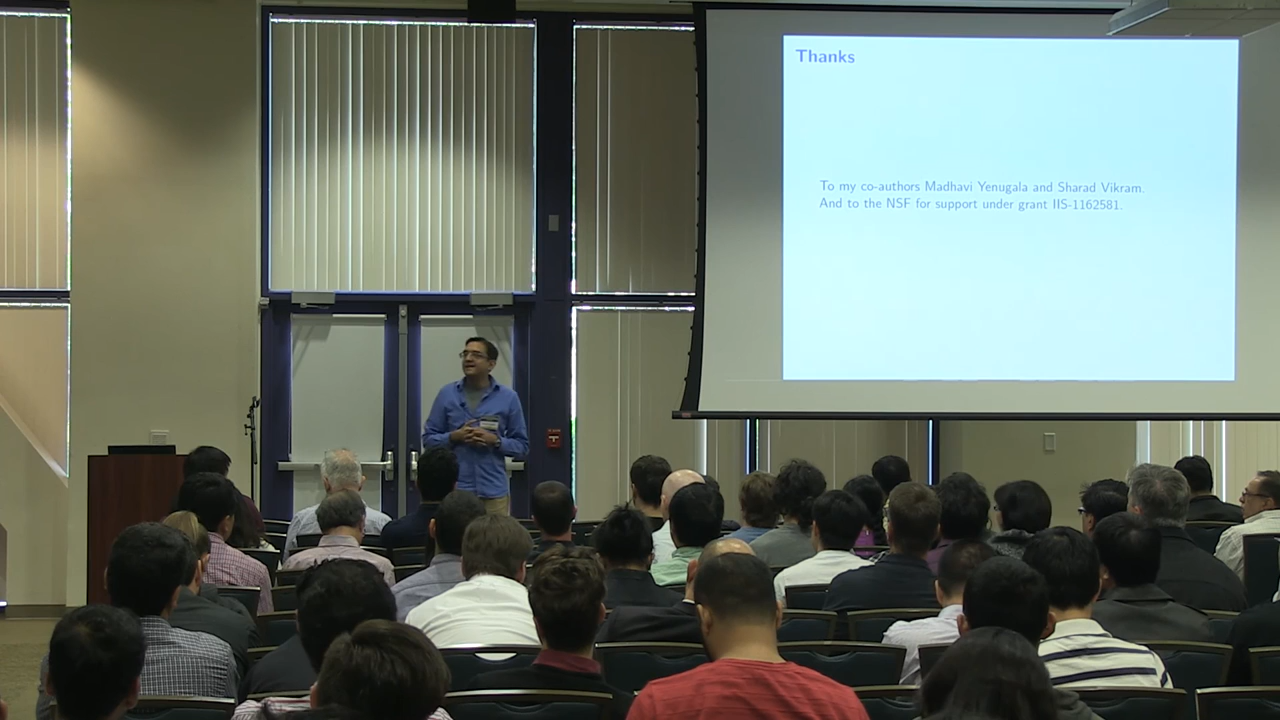 Thanks
To my co-authors Madhavi Yenugala and Sharad Vikram.
And to the NSF for support under grant IIS-1162581.